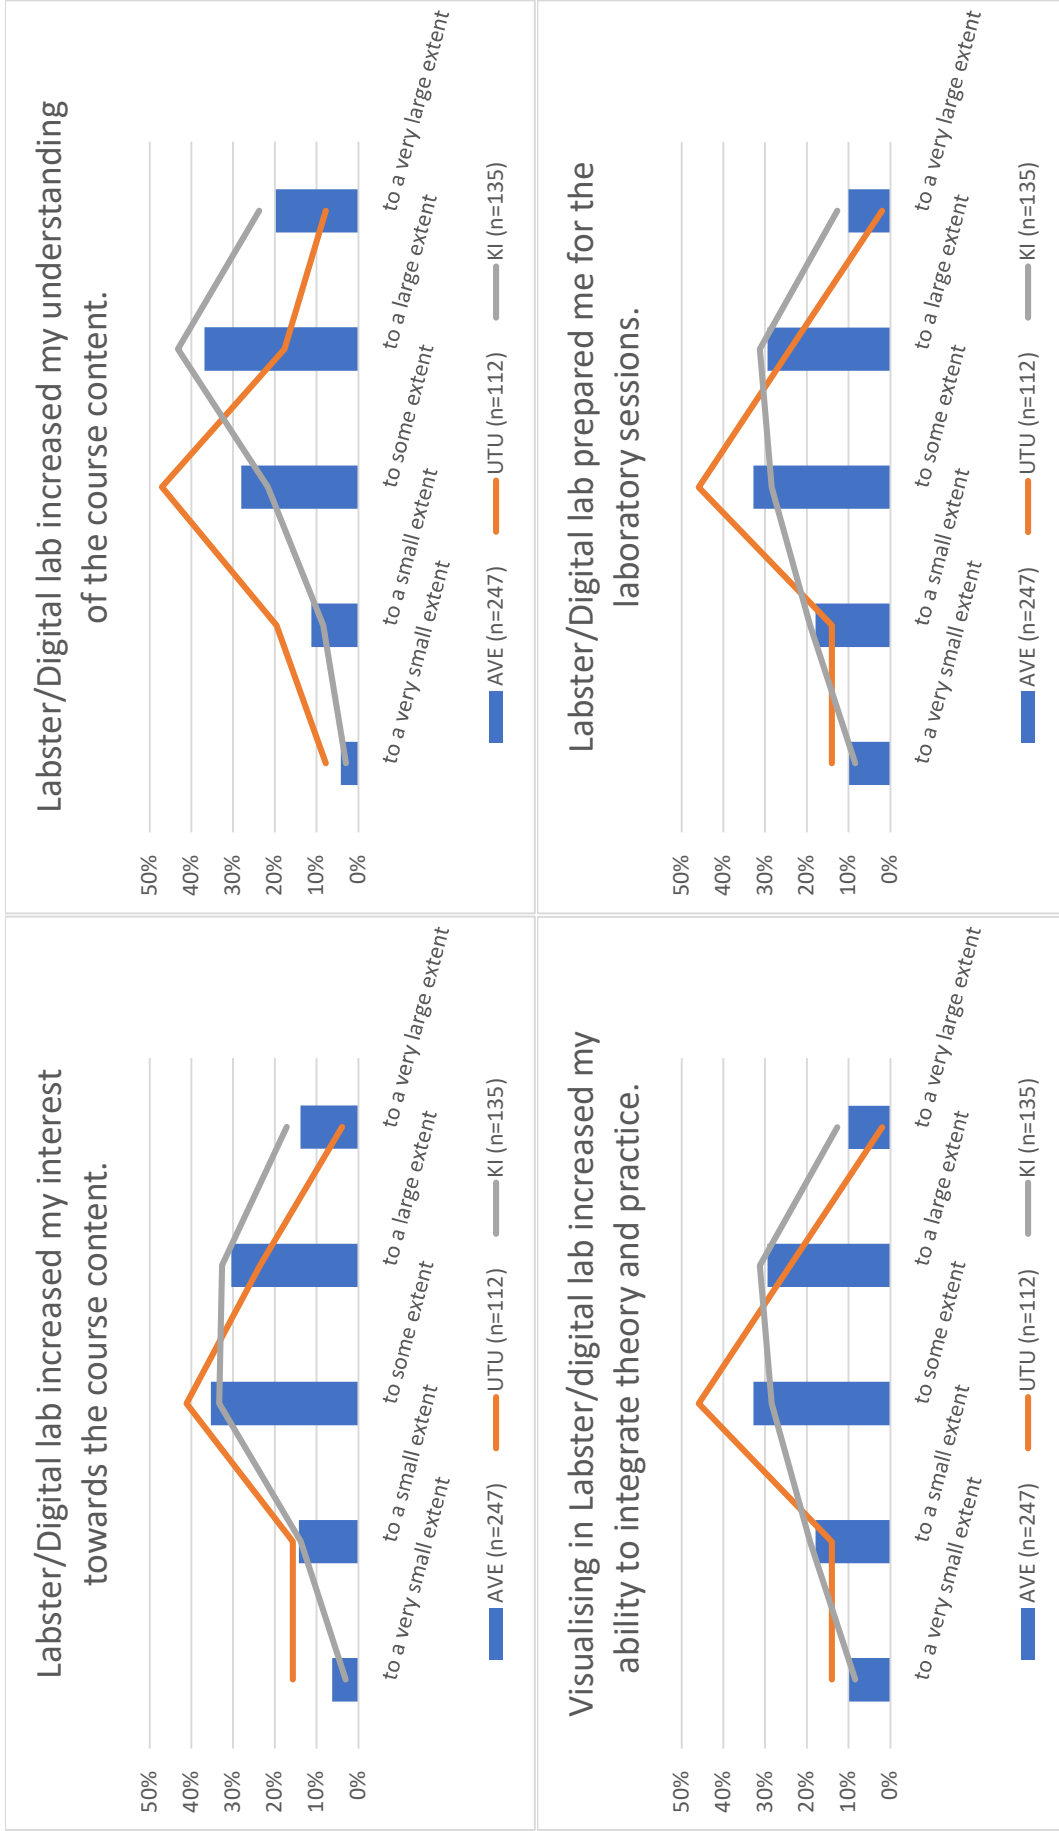 Labster/Digital lab increased my interest
towards the course content.
50%
40%
30%
20%
10%
0%
to a very small extent
to a small extent
to some extent
to a large extent
to a very large extent
AVE (n=247)
UTU (n=112)
KI (n=135)
Labster/Digital lab increased my understanding
of the course content.
50%
40%
30%
20%
10%
0%
to a very small extent
to a small extent
to some extent
to a large extent
to a very large extent
AVE (n=247)
UTU (n=112)
KI (n=135)
Visualising in Labster/digital lab increased my
ability to integrate theory and practice.
50%
40%
30%
20%
10%
0%
to a very small extent
to a small extent
to some extent
to a large extent
to a very large extent
AVE (n=247)
UTU (n=112)
KI (n=135)
Labster/Digital lab prepared me for the
laboratory sessions.
50%
40%
30%
20%
10%
0%
to a very small extent
to a small extent
to some extent
to a large extent
to a very large extent
AVE (n=247)
UTU (n=112)
KI (n=135)